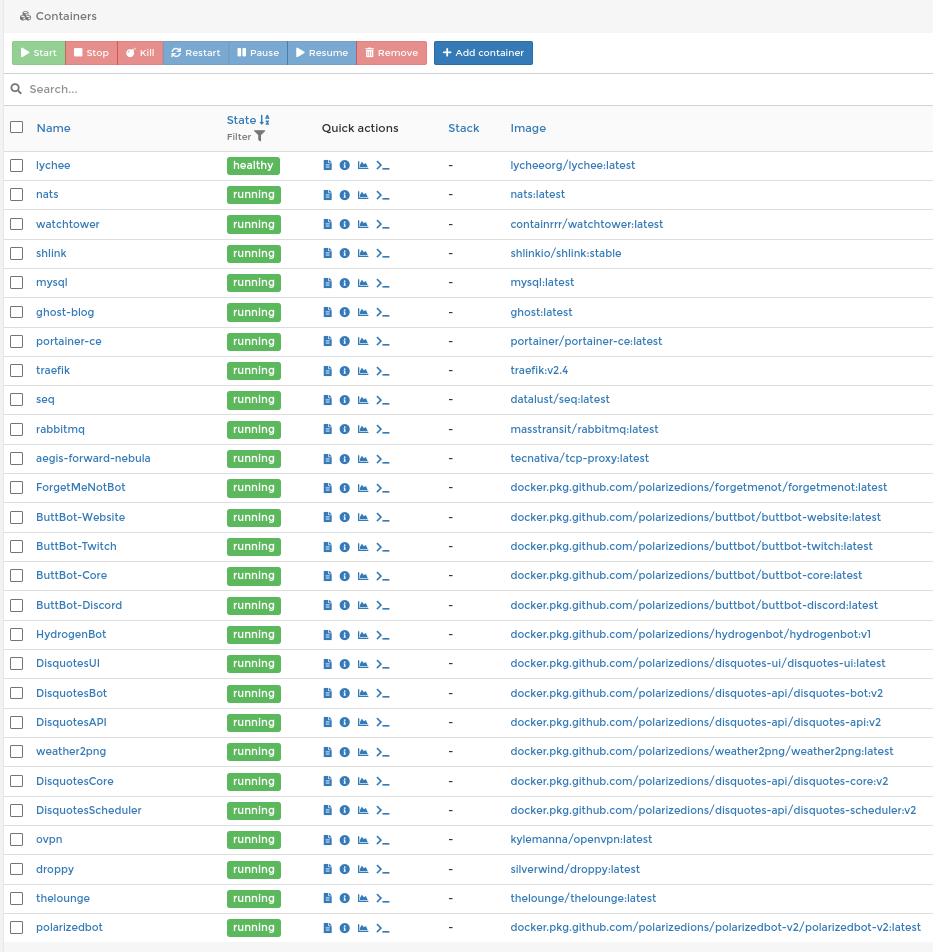 Containers
Start Stop Kill Restart Pause Resume Remove Add container
Search...
Name State Filter Quick actions Stack Image
lychee healthy - lycheeorg/lychee:latest
nats running - nats:latest
watchtower running - containrrr/watchtower:latest
shlink running - shlinkio/shlink:stable
mysql running - mysql:latest
ghost-blog running - ghost:latest
portainer-ce running - portainer/portainer-ce:latest
traefik running - traefik:v2.4
seq running - datalust/seq:latest
rabbitmq running - masstransit/rabbitmq:latest
aegis-forward-nebula running - tecnativa/tcp-proxy:latest
ForgetMeNotBot running - docker.pkg.github.com/polarizedions/forgetmenot/forgetmenot:latest
ButtBot-Website running - docker.pkg.github.com/polarizedions/buttbot/buttbot-website:latest
ButtBot-Twitch running - docker.pkg.github.com/polarizedions/buttbot/buttbot-twitch:latest
ButtBot-Core running - docker.pkg.github.com/polarizedions/buttbot/buttbot-core:latest
ButtBot-Discord running - docker.pkg.github.com/polarizedions/buttbot/buttbot-discord:latest
HydrogenBot running - docker.pkg.github.com/polarizedions/hydrogenbot/hydrogenbot:v1
DisquotesUI running - docker.pkg.github.com/polarizedions/disquotes-ui/disquotes-ui:latest
DisquotesBot running - docker.pkg.github.com/polarizedions/disquotes-api/disquotes-bot:v2
DisquotesAPI running - docker.pkg.github.com/polarizedions/disquotes-api/disquotes-api:v2
weather2png running - docker.pkg.github.com/polarizedions/weather2png/weather2png:latest
DisquotesCore running - docker.pkg.github.com/polarizedions/disquotes-api/disquotes-core:v2
DisquotesScheduler running - docker.pkg.github.com/polarizedions/disquotes-api/disquotes-scheduler:v2
ovpn running - kylemanna/openvpn:latest
droppy running - silverwind/droppy:latest
thelounge running - thelounge/thelounge:latest
polarizedbot running - docker.pkg.github.com/polarizedions/polarizedbot-v2/polarizedbot-v2:latest